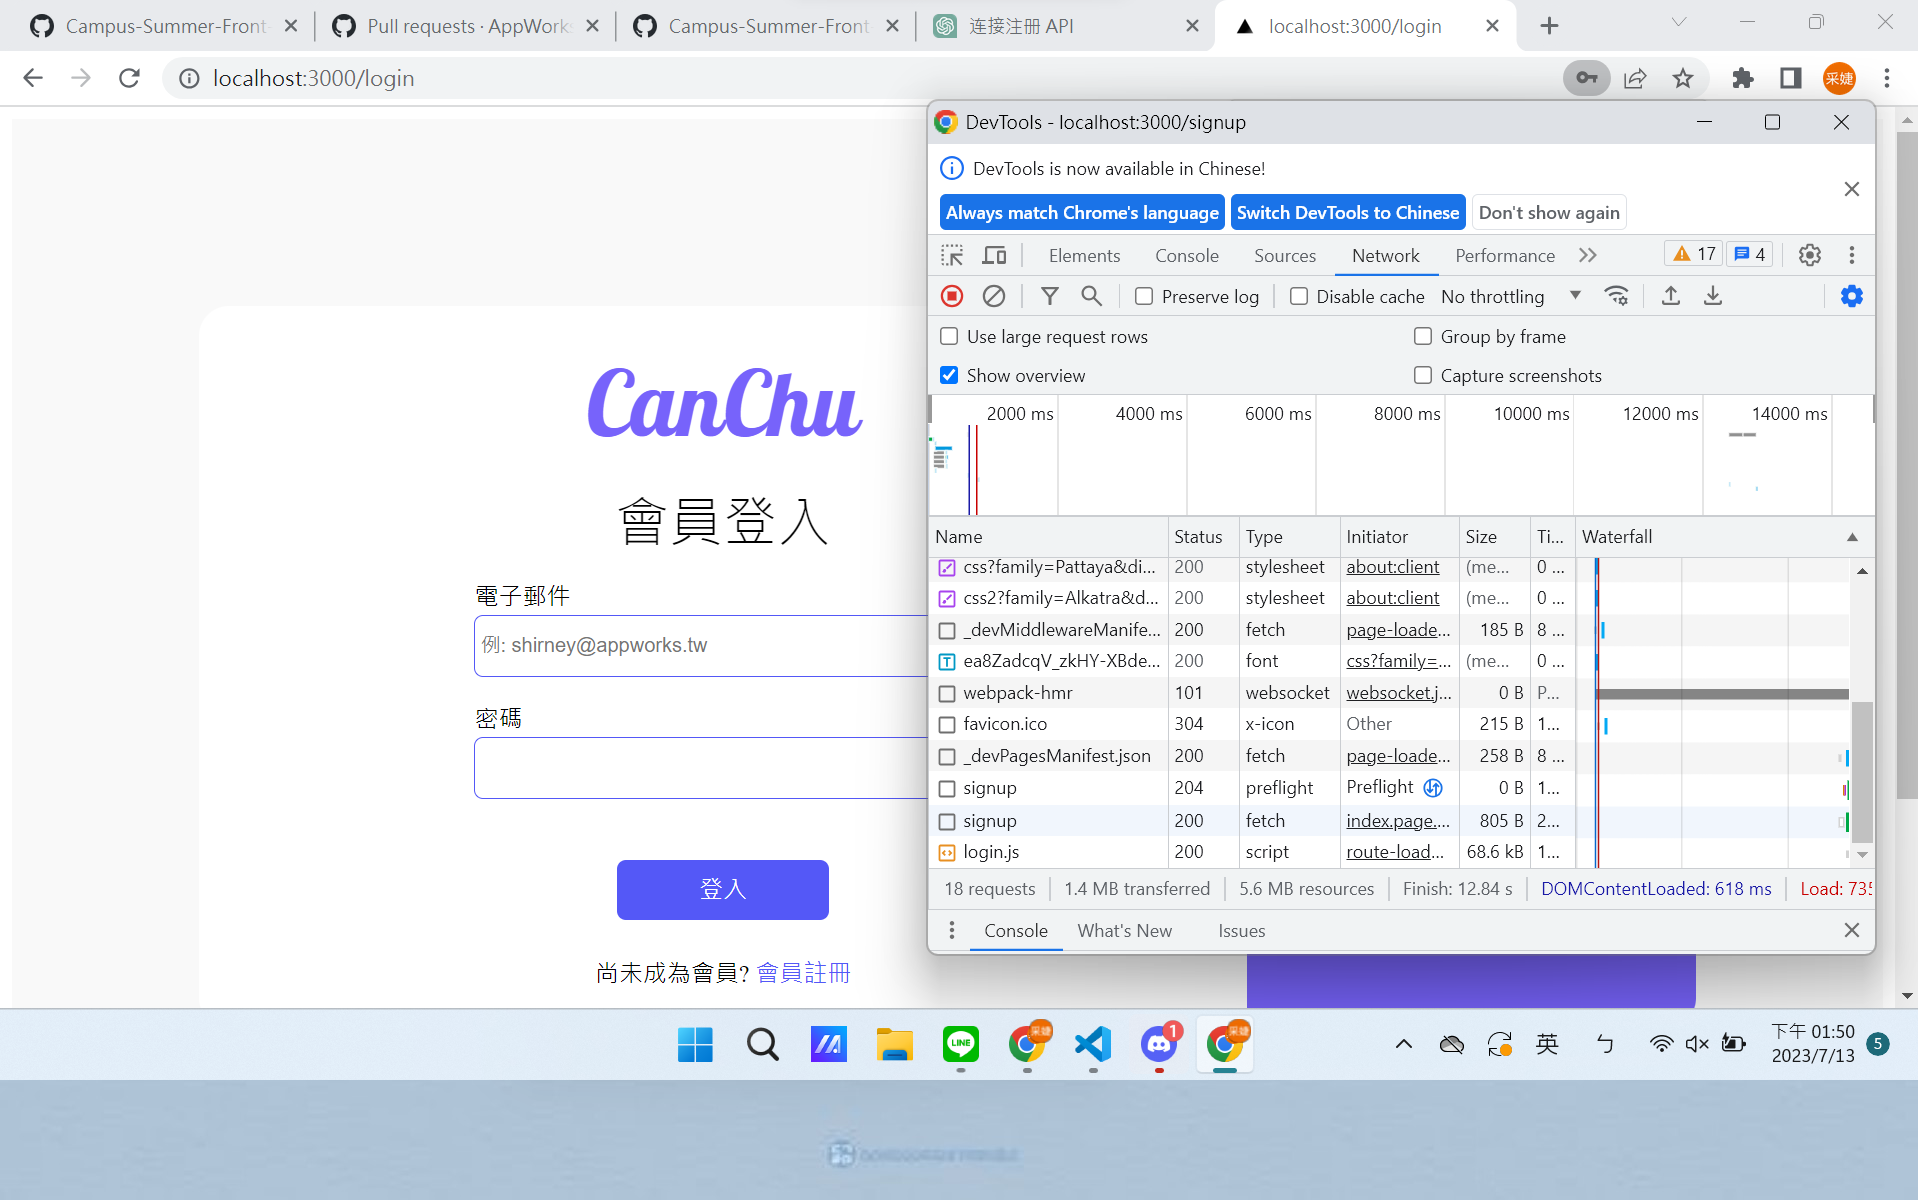 Campus-Summer-Front-
Pull requests · AppWorks
Campus-Summer-Front
连接注册 API
localhost:3000/login
localhost:3000/login
采婕
DevTools - localhost:3000/signup
DevTools is now available in Chinese!
Always match Chrome's language
Switch DevTools to Chinese
Don't show again
Elements
Console
Sources
Network
Performance
17
4
Preserve log
Disable cache
No throttling
Use large request rows
Group by frame
Show overview
Capture screenshots
2000 ms
4000 ms
6000 ms
8000 ms
10000 ms
12000 ms
14000 ms
Name Status Type Initiator Size Ti... Waterfall
css?family=Pattaya&di... 200 stylesheet about:client (me... 0 ...
css2?family=Alkatra&d... 200 stylesheet about:client (me... 0 ...
_devMiddlewareManife... 200 fetch page-loade... 185 B 8 ...
ea8ZadcqV_zkHY-XBde... 200 font css?family=... (me... 0 ...
webpack-hmr 101 websocket websocket.j... 0 B P...
favicon.ico 304 x-icon Other 215 B 1...
_devPagesManifest.json 200 fetch page-loade... 258 B 8 ...
signup 204 preflight Preflight 0 B 1...
signup 200 fetch index.page.... 805 B 2...
login.js 200 script route-load... 68.6 kB 1...
18 requests
1.4 MB transferred
5.6 MB resources
Finish: 12.84 s
DOMContentLoaded: 618 ms
Load: 735
Console
What's New
Issues
CanChu
會員登入
電子郵件
例: shirney@appworks.tw
密碼
登入
尚未成為會員? 會員註冊
LINE
采婕
1
采婕
英
ㄅ
下午 01:50
2023/7/13
5